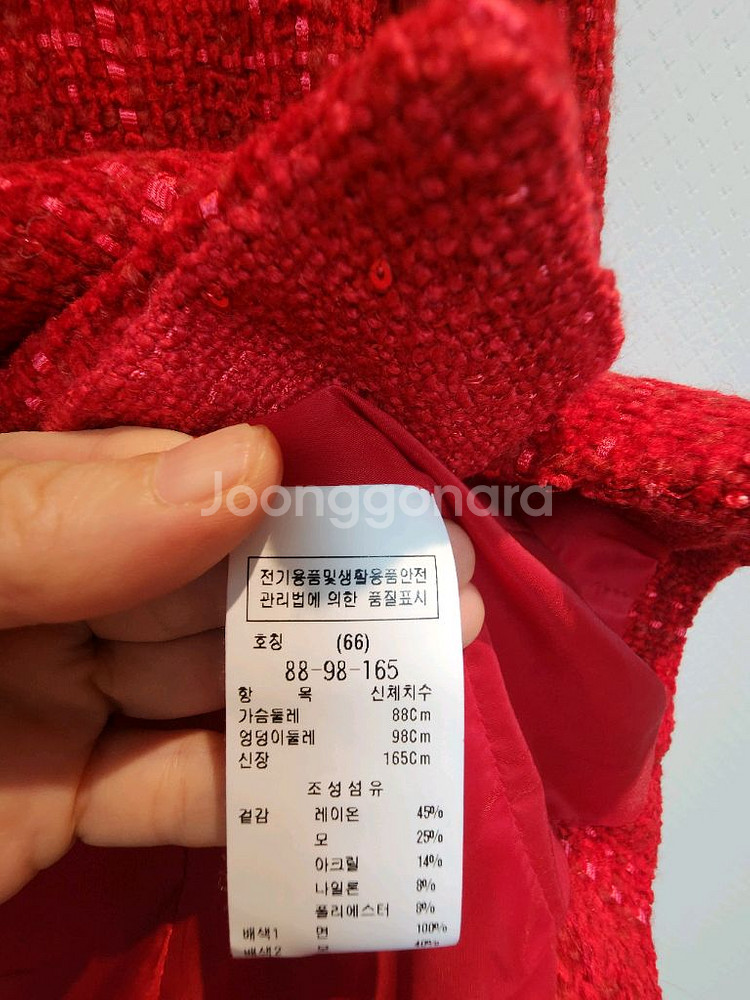 Joonggonara
전기용품및생활용품안전
관리법에 의한 품질표시
호칭 (66)
88-98-165
항 목 신체치수
가슴둘레 88Cm
엉덩이둘레 98Cm
신장 165Cm
조성섬유
겉감 레이온 45%
모 25%
아크릴 14%
나일론 8%
폴리에스터 8%
배색1 면 100%
배색2 모